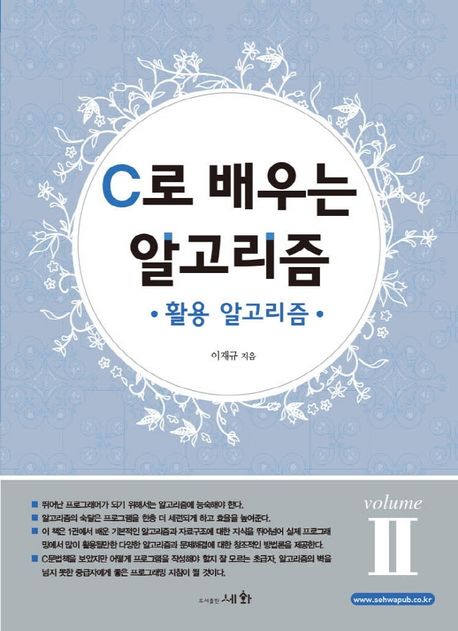 C로 배우는
알고리즘
• 활용 알고리즘 •
이재규 지음
■ 뛰어난 프로그래머가 되기 위해서는 알고리즘에 능숙해야 한다.
■ 알고리즘의 숙달은 프로그램을 한층 더 세련되게 하고 효율을 높여준다.
■ 이 책은 1권에서 배운 기본적인 알고리즘과 자료구조에 대한 지식을 뛰어넘어 실제 프로그래
밍에서 많이 활용될만한 다양한 알고리즘과 문제해결에 대한 창조적인 방법론을 제공한다.
■ C문법책을 보았지만 어떻게 프로그램을 작성해야 할지 잘 모르는 초급자, 알고리즘의 벽을
넘지 못한 중급자에게 좋은 프로그래밍 지침이 될 것이다.
volume
II
www.sehwapub.co.kr
도서출판 세화